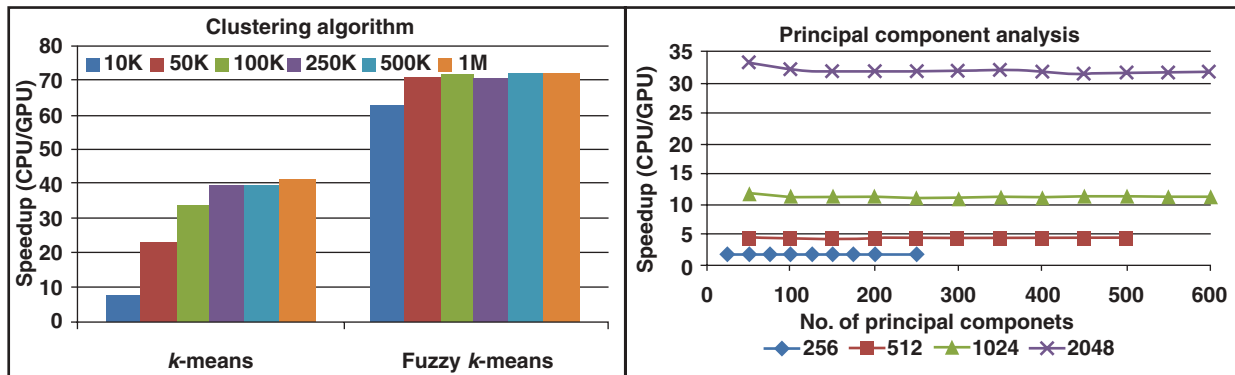 Clustering algorithm
80
70
60
50
40
30
20
10
0
Speedup (CPU/GPU)
10K 50K 100K 250K 500K 1M
k-means Fuzzy k-means
Principal component analysis
35
30
25
20
15
10
5
0
Speedup (CPU/GPU)
0 100 200 300 400 500 600
No. of principal componets
256 512 1024 2048